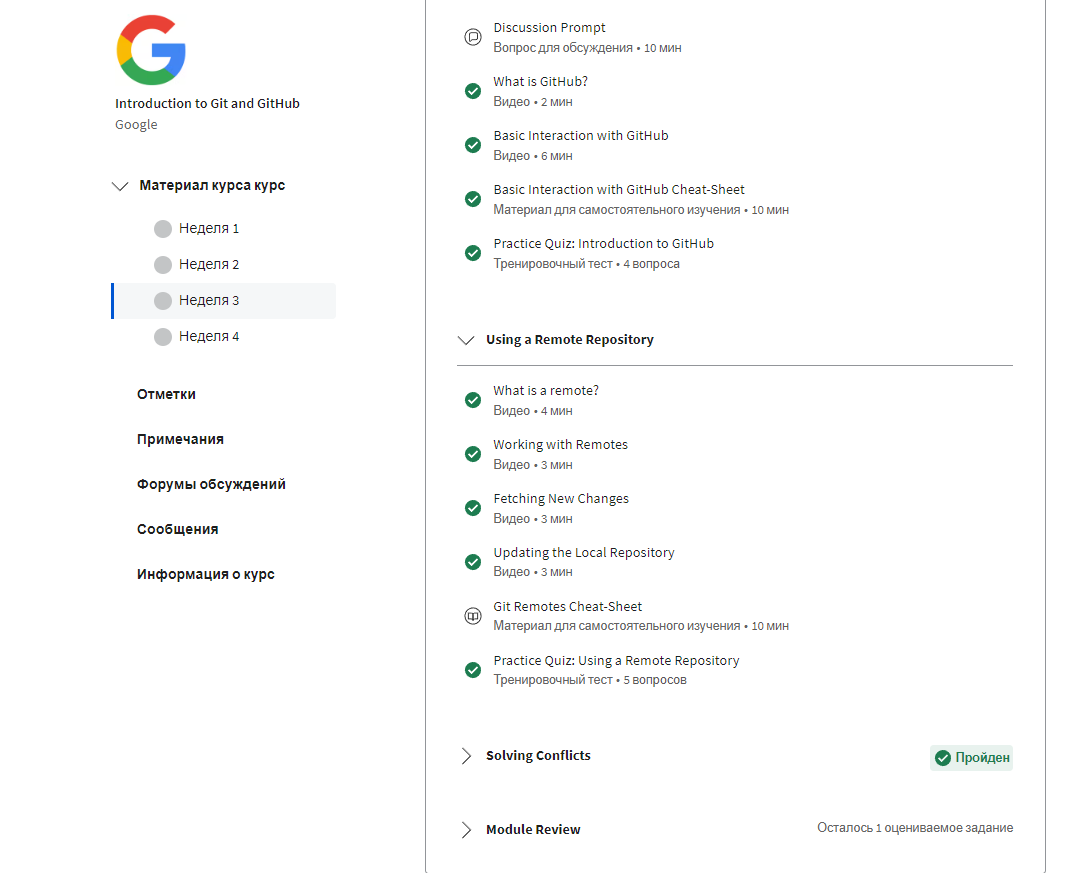 Introduction to Git and GitHub
Google
Материал курса курс
Неделя 1
Неделя 2
Неделя 3
Неделя 4
Отметки
Примечания
Форумы обсуждений
Сообщения
Информация о курс
Discussion Prompt
Вопрос для обсуждения • 10 мин
What is GitHub?
Видео • 2 мин
Basic Interaction with GitHub
Видео • 6 мин
Basic Interaction with GitHub Cheat-Sheet
Материал для самостоятельного изучения • 10 мин
Practice Quiz: Introduction to GitHub
Тренировочный тест • 4 вопроса
Using a Remote Repository
What is a remote?
Видео • 4 мин
Working with Remotes
Видео • 3 мин
Fetching New Changes
Видео • 3 мин
Updating the Local Repository
Видео • 3 мин
Git Remotes Cheat-Sheet
Материал для самостоятельного изучения • 10 мин
Practice Quiz: Using a Remote Repository
Тренировочный тест • 5 вопросов
Solving Conflicts
Пройден
Module Review
Осталось 1 оцениваемое задание